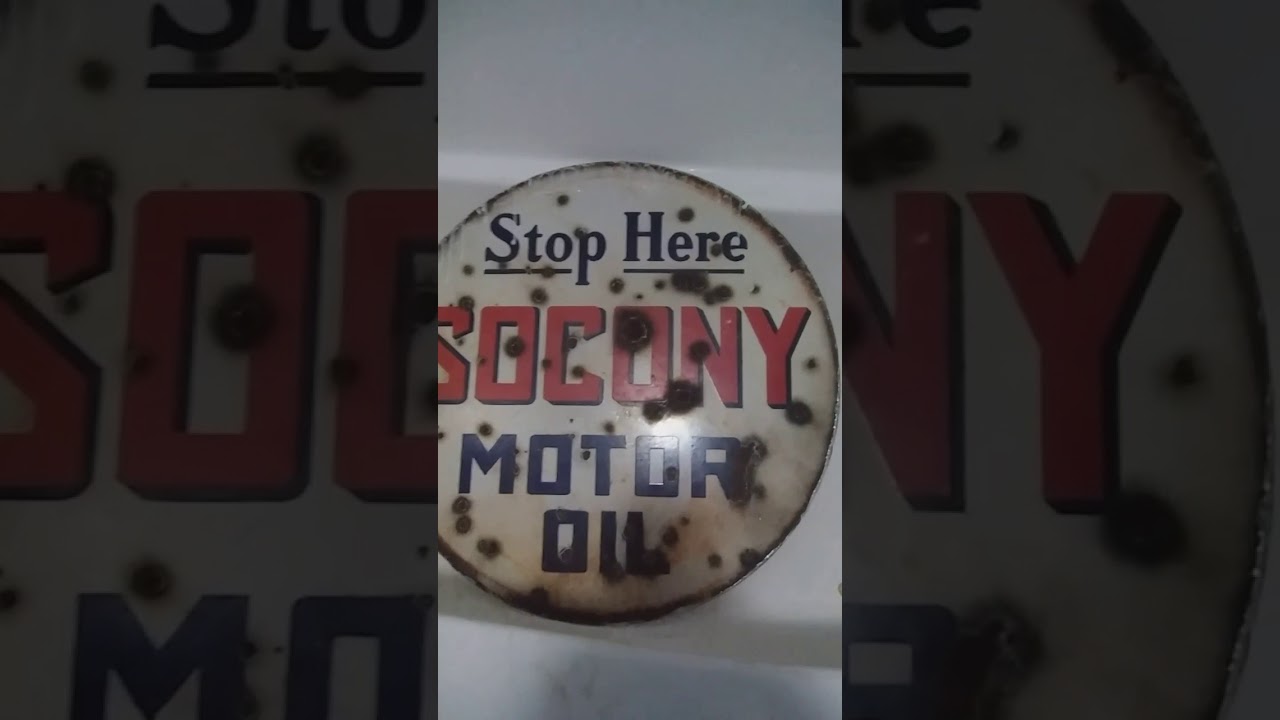 Stop Here
SOCONY
MOTOR
OIL